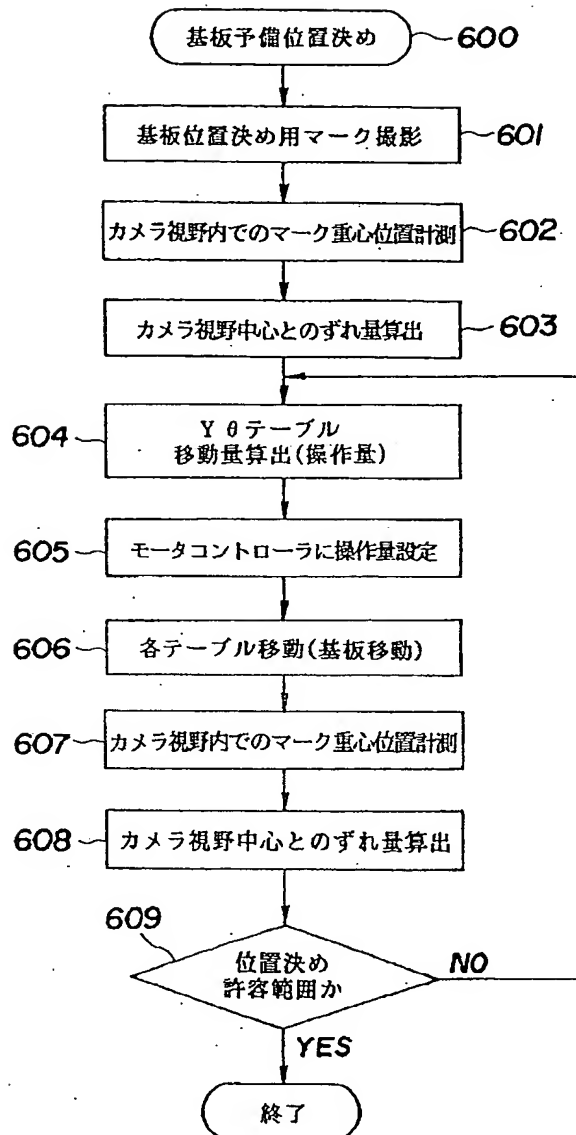 基板予備位置決め
600
基板位置決め用マーク撮影
601
カメラ視野内でのマーク重心位置計測
602
カメラ視野中心とのずれ量算出
603
604
Y θテーブル
移動量算出(操作量)
605
モータコントローラに操作量設定
606
各テーブル移動(基板移動)
607
カメラ視野内でのマーク重心位置計測
608
カメラ視野中心とのずれ量算出
609
位置決め
許容範囲か
NO
YES
終了